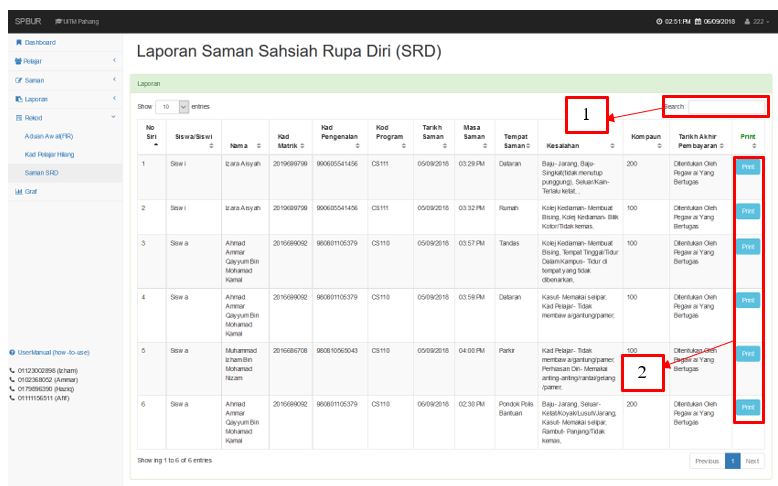 SPBUR UiTM Pahang 02:51:PM 06/09/2018 222
Dashboard
Pelajar
Saman
Laporan
Rekod
Aduan Awal(FIR)
Kad Pelajar Hilang
Saman SRD
Graf
UserManual (how-to-use)
01123002898 (Izham)
0102368052 (Ammar)
0179896390 (Haziq)
01111156511 (Afif)
Laporan Saman Sahsiah Rupa Diri (SRD)
Laporan
Show 10 entries
Search:
1
No Siri Siswa/Siswi Nama Kad Matrik Kad Pengenalan Kod Program Tarikh Saman Masa Saman Tempat Saman Kesalahan Kompaun Tarikh Akhir Pembayaran Print
1 Siswi Izara Aisyah 2019699799 990605541456 CS111 05/09/2018 03:29:PM Dataran Baju- Jarang, Baju-
Singkat(tidak menutup
punggung), Seluar/Kain-
Terlalu ketat, , 200 Ditentukan Oleh
Pegawai Yang
Bertugas Print
2 Siswi Izara Aisyah 2019699799 990605541456 CS111 05/09/2018 03:32:PM Rumah Kolej Kediaman- Membuat
Bising, Kolej Kediaman- Bilik
Kotor/Tidak kemas, 100 Ditentukan Oleh
Pegawai Yang
Bertugas Print
3 Siswa Ahmad
Ammar
Qayyum Bin
Mohamad
Kamal 2016699092 980801105379 CS110 05/09/2018 03:57:PM Tandas Kolej Kediaman- Membuat
Bising, Tempat Tinggal/Tidur
Dalam Kampus- Tidur di
tempat yang tidak
dibenarkan, 100 Ditentukan Oleh
Pegawai Yang
Bertugas Print
4 Siswa Ahmad
Ammar
Qayyum Bin
Mohamad
Kamal 2016699092 980801105379 CS110 05/09/2018 03:59:PM Dataran Kasut- Memakai selipar,
Kad Pelajar- Tidak
membawa/gantung/pamer, 100 Ditentukan Oleh
Pegawai Yang
Bertugas Print
5 Siswa Muhammad
Izham Bin
Mohamad
Nizam 2016686708 980810565043 CS110 05/09/2018 04:00:PM Parkir Kad Pelajar- Tidak
membawa/gantung/pamer,
Perhiasan Diri- Memakai
anting-anting/rantai/gelang
/pamer, 100 Ditentukan Oleh
Pegawai Yang
Bertugas Print
2
6 Siswa Ahmad
Ammar
Qayyum Bin
Mohamad
Kamal 2016699092 980801105379 CS110 06/09/2018 02:30:PM Pondok Polis
Bantuan Baju- Jarang, Seluar-
Ketat/Koyak/Lusuh/Jarang,
Kasut- Memakai selipar,
Rambut- Panjang/Tidak
kemas, 200 Ditentukan Oleh
Pegawai Yang
Bertugas Print
Showing 1 to 6 of 6 entries
Previous 1 Next